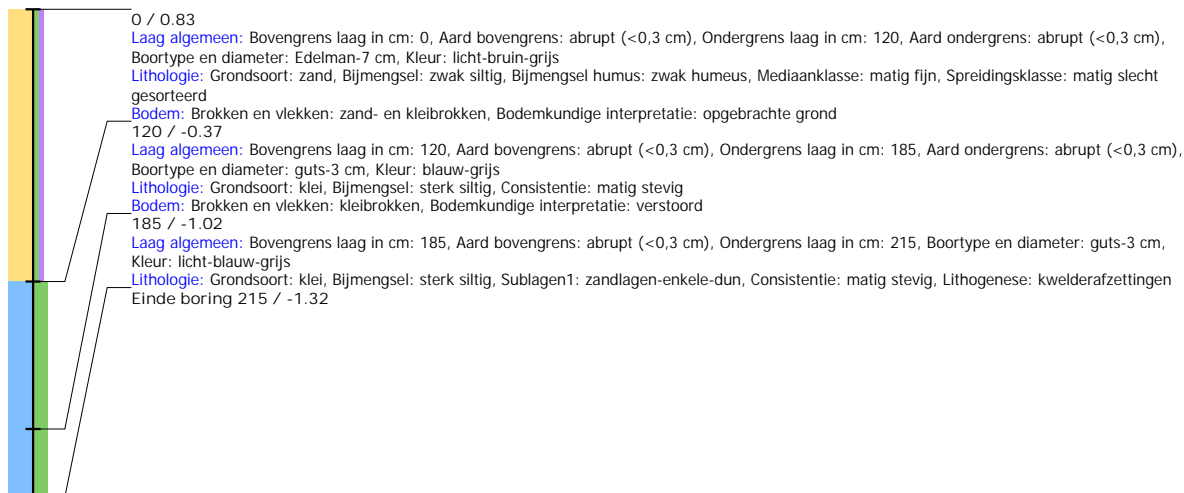 0 / 0.83
Laag algemeen: Bovengrens laag in cm: 0, Aard bovengrens: abrupt (<0,3 cm), Ondergrens laag in cm: 120, Aard ondergrens: abrupt (<0,3 cm),
Boortype en diameter: Edelman-7 cm, Kleur: licht-bruin-grijs
Lithologie: Grondsoort: zand, Bijmengsel: zwak siltig, Bijmengsel humus: zwak humeus, Mediaanklasse: matig fijn, Spreidingsklasse: matig slecht
gesorteerd
Bodem: Brokken en vlekken: zand- en kleibrokken, Bodemkundige interpretatie: opgebrachte grond
120 / -0.37
Laag algemeen: Bovengrens laag in cm: 120, Aard bovengrens: abrupt (<0,3 cm), Ondergrens laag in cm: 185, Aard ondergrens: abrupt (<0,3 cm),
Boortype en diameter: guts-3 cm, Kleur: blauw-grijs
Lithologie: Grondsoort: klei, Bijmengsel: sterk siltig, Consistentie: matig stevig
Bodem: Brokken en vlekken: kleibrokken, Bodemkundige interpretatie: verstoord
185 / -1.02
Laag algemeen: Bovengrens laag in cm: 185, Aard bovengrens: abrupt (<0,3 cm), Ondergrens laag in cm: 215, Boortype en diameter: guts-3 cm,
Kleur: licht-blauw-grijs
Lithologie: Grondsoort: klei, Bijmengsel: sterk siltig, Sublagen1: zandlagen-enkele-dun, Consistentie: matig stevig, Lithogenese: kwelderafzettingen
Einde boring 215 / -1.32